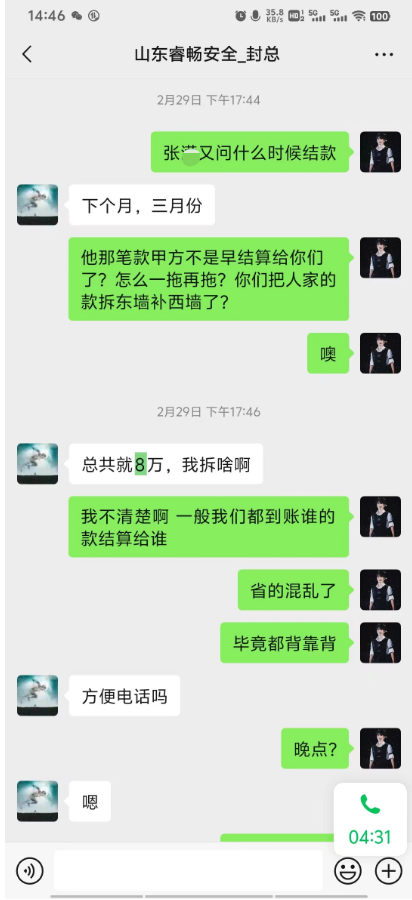 14:46
35.8
KB/s
HD 2
5G
5G
100
山东睿畅安全_封总
2月29日 下午17:44
张
又问什么时候结款
下个月，三月份
他那笔款甲方不是早结算给你们
了？怎么一拖再拖？你们把人家的
款拆东墙补西墙了？
噢
2月29日 下午17:46
总共就8万，我拆啥啊
我不清楚啊 一般我们都到账谁的
款结算给谁
省的混乱了
毕竟都背靠背
方便电话吗
晚点？
嗯
04:31